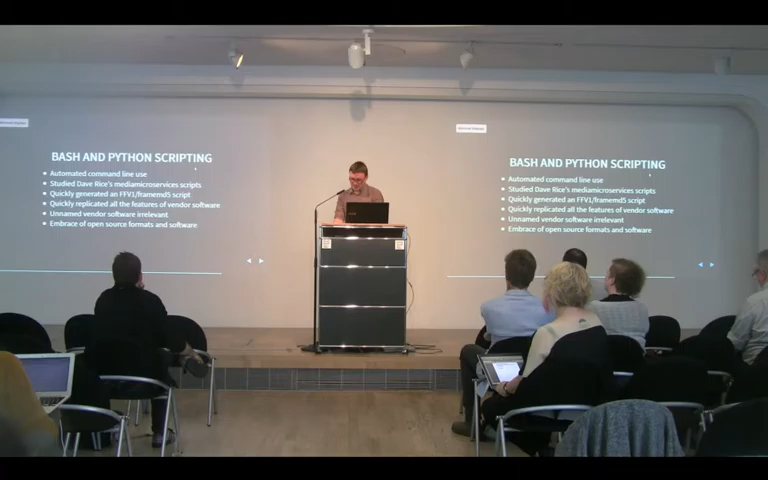 BASH AND PYTHON SCRIPTING
Automated command line use
Studied Dave Rice's mediamicroservices scripts
Quickly generated an FFV1/framemd5 script
Quickly replicated all the features of vendor software
Unnamed vendor software irrelevant
Embrace of open source formats and software
BASH AND PYTHON SCRIPTING
Automated command line use
Studied Dave Rice's mediamicroservices scripts
Quickly generated an FFV1/framemd5 script
Quickly replicated all the features of vendor software
Unnamed vendor software irrelevant
Embrace of open source formats and software